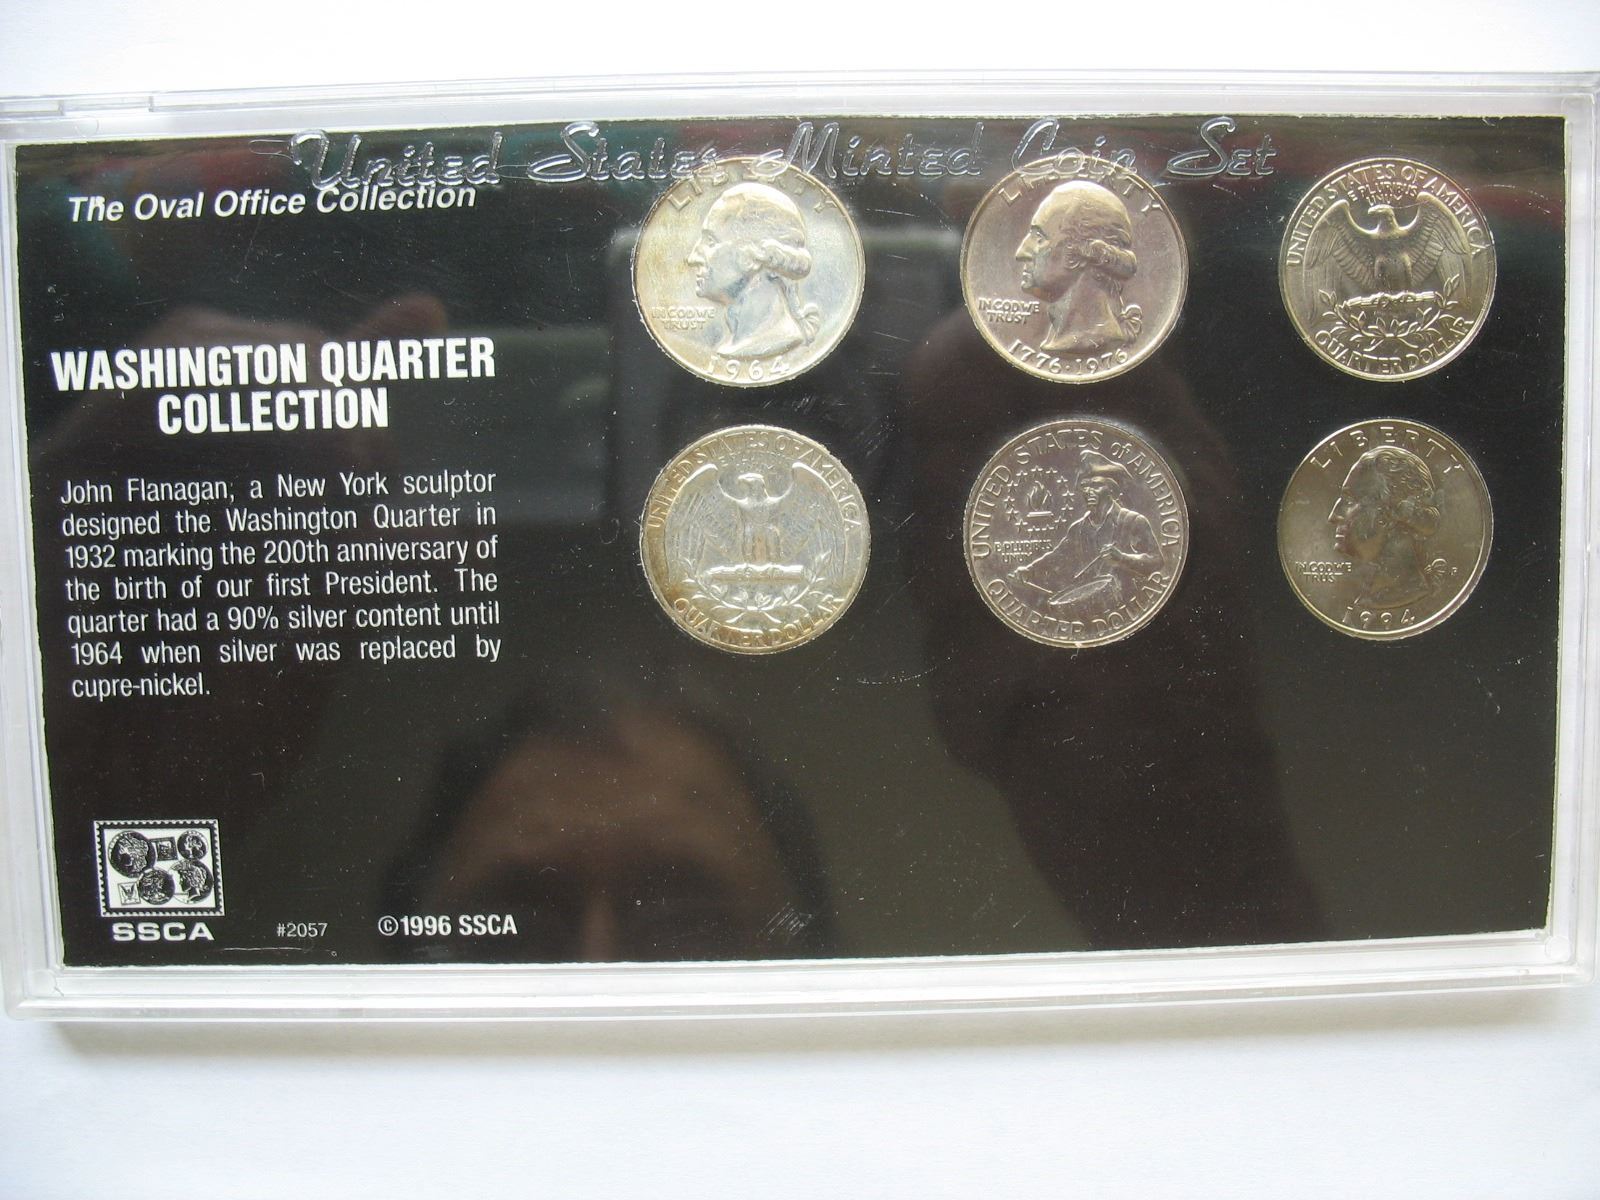 United States Minted Coin Set
The Oval Office Collection
WASHINGTON QUARTER
COLLECTION
John Flanagan, a New York sculptor
designed the Washington Quarter in
1932 marking the 200th anniversary of
the birth of our first President. The
quarter had a 90% silver content until
1964 when silver was replaced by
cupre-nickel.
SSCA
#2057 ©1996 SSCA
LIBERTY
IN GOD WE
TRUST
1964
LIBERTY
IN GOD WE
TRUST
1776·1976
UNITED STATES OF AMERICA
E PLURIBUS
UNUM
QUARTER DOLLAR
UNITED STATES OF AMERICA
QUARTER DOLLAR
UNITED STATES of AMERICA
E PLURIBUS
UNUM
QUARTER DOLLAR
LIBERTY
IN GOD WE
TRUST
P
1994